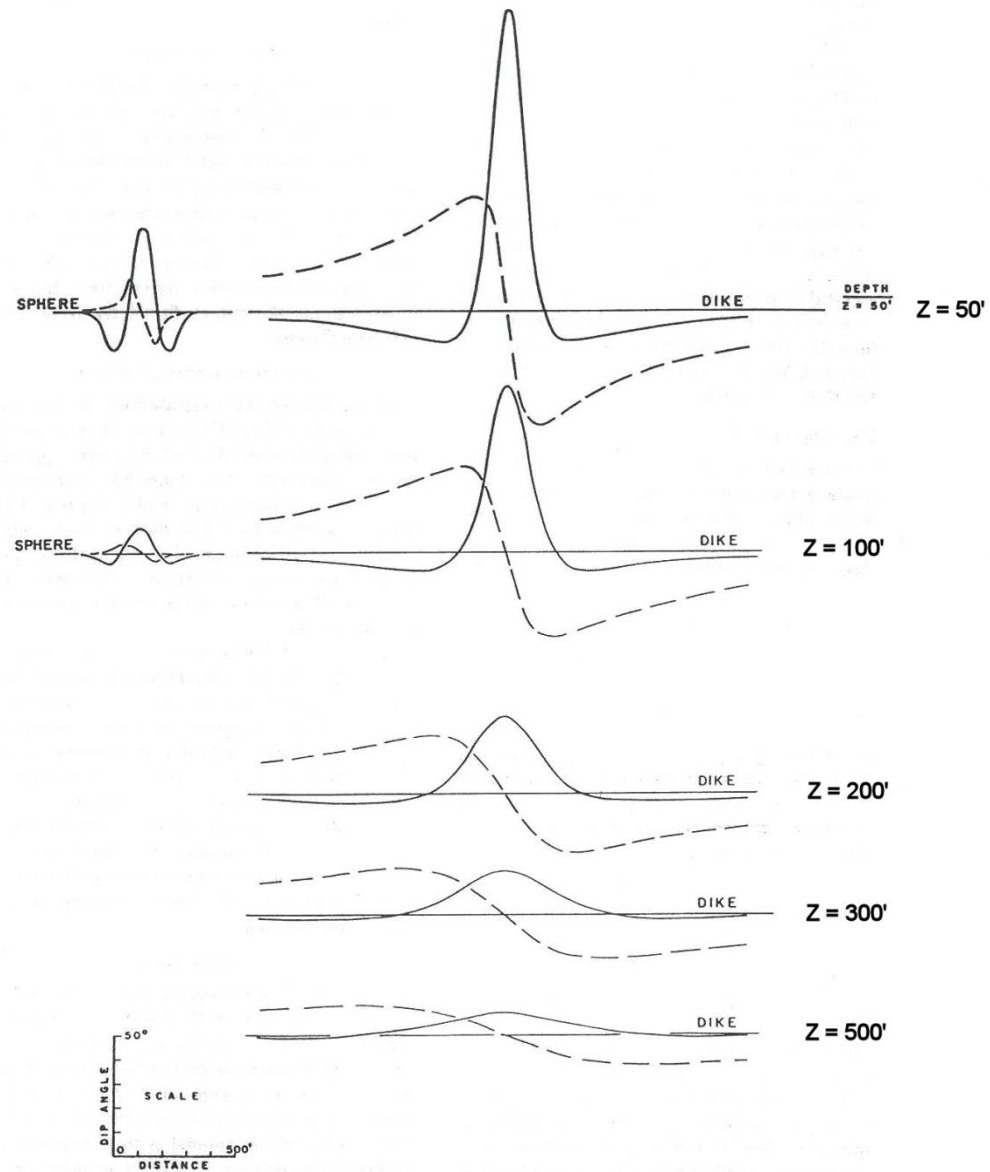 SPHERE
DIKE
DEPTH
Z = 50'
Z = 50'
SPHERE
DIKE
Z = 100'
DIKE
Z = 200'
DIKE
Z = 300'
DIKE
Z = 500'
50°
DIP ANGLE
SCALE
0 500'
DISTANCE